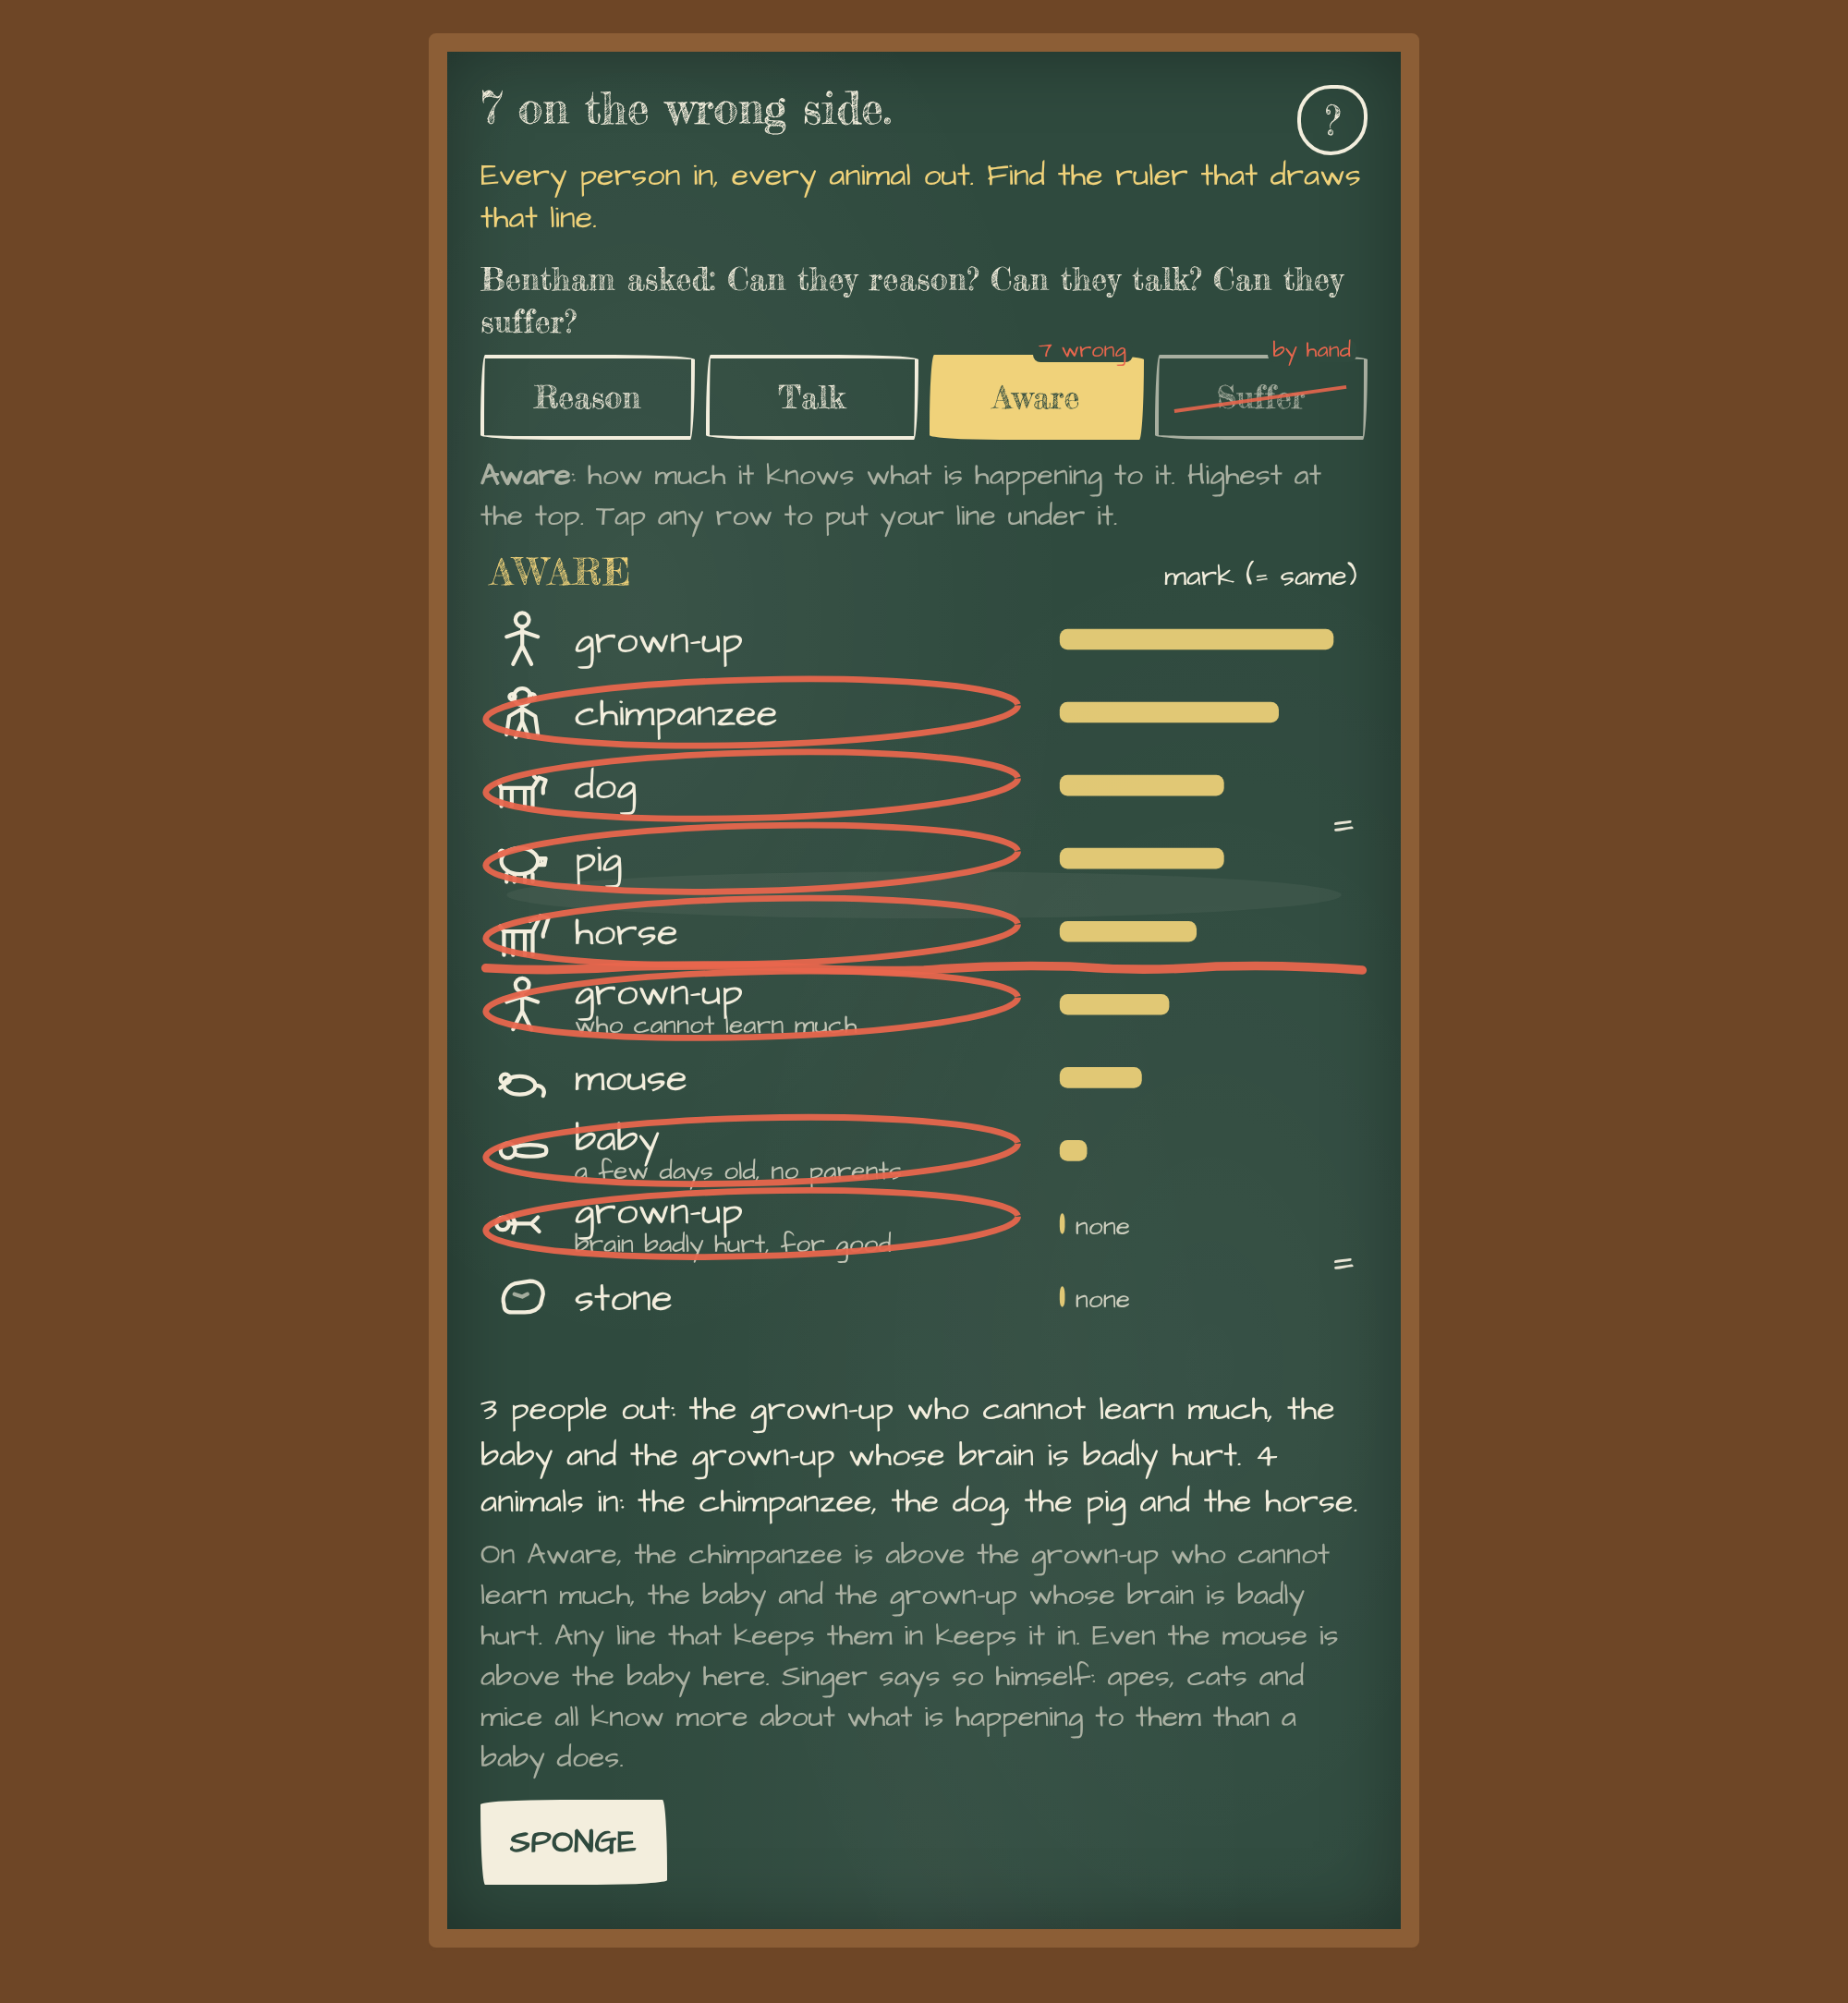 7 on the wrong side.
?
Every person in, every animal out. Find the ruler that draws
that line.
Bentham asked: Can they reason? Can they talk? Can they
suffer?
7 wrong
by hand
Reason
Talk
Aware
Suffer
Aware: how much it knows what is happening to it. Highest at
the top. Tap any row to put your line under it.
AWARE
mark (= same)
grown-up
chimpanzee
dog
=
pig
horse
grown-up
who cannot learn much
mouse
baby
a few days old, no parents
grown-up
brain badly hurt, for good
none
=
stone
none
3 people out: the grown-up who cannot learn much, the
baby and the grown-up whose brain is badly hurt. 4
animals in: the chimpanzee, the dog, the pig and the horse.
On Aware, the chimpanzee is above the grown-up who cannot
learn much, the baby and the grown-up whose brain is badly
hurt. Any line that keeps them in keeps it in. Even the mouse is
above the baby here. Singer says so himself: apes, cats and
mice all know more about what is happening to them than a
baby does.
SPONGE